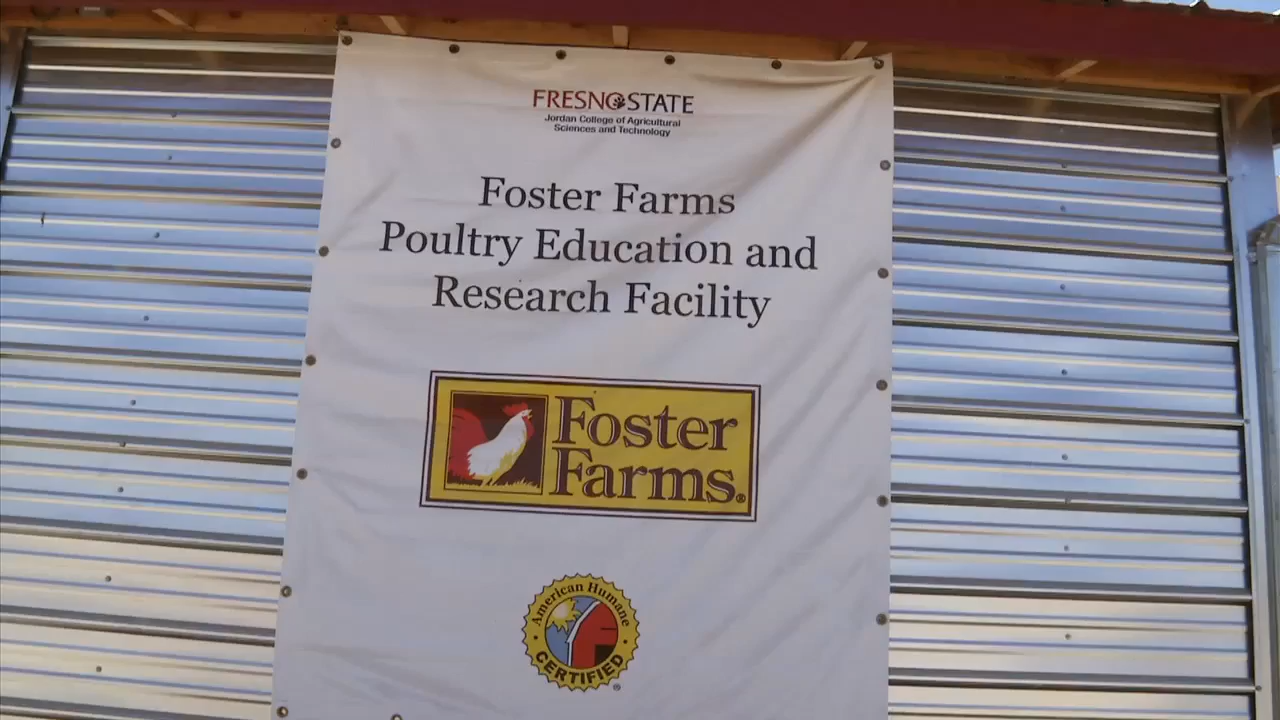 FRESNO STATE
Jordan College of Agricultural
Sciences and Technology
Foster Farms
Poultry Education and
Research Facility
Foster
Farms.®
American Humane
CERTIFIED
®